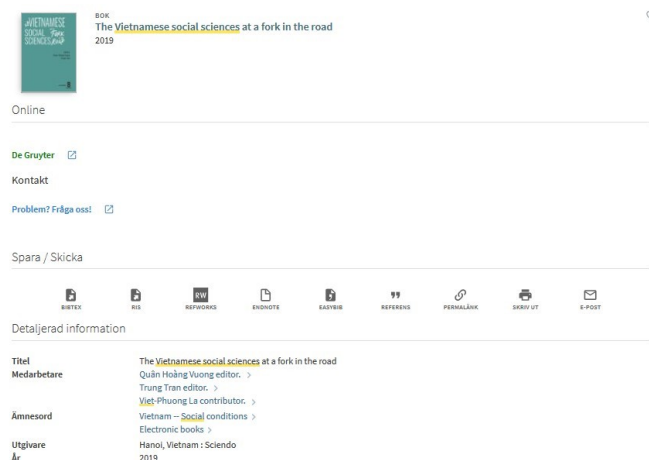 VIETNAMESE
SOCIAL
SCIENCES
BOK
The Vietnamese social sciences at a fork in the road
2019
Online
De Gruyter
Kontakt
Problem? Fråga oss!
Spara / Skicka
BIBTEX RIS RW REFWORKS ENDNOTE EASYBIB REFERENS PERMALÄNK SKRIV UT E-POST
Detaljerad information
Titel The Vietnamese social sciences at a fork in the road
Medarbetare Quân Hoàng Vuong editor. >
Trung Tran editor. >
Viet-Phuong La contributor. >
Ämnesord Vietnam -- Social conditions >
Electronic books >
Utgivare Hanoi, Vietnam : Sciendo
År 2019